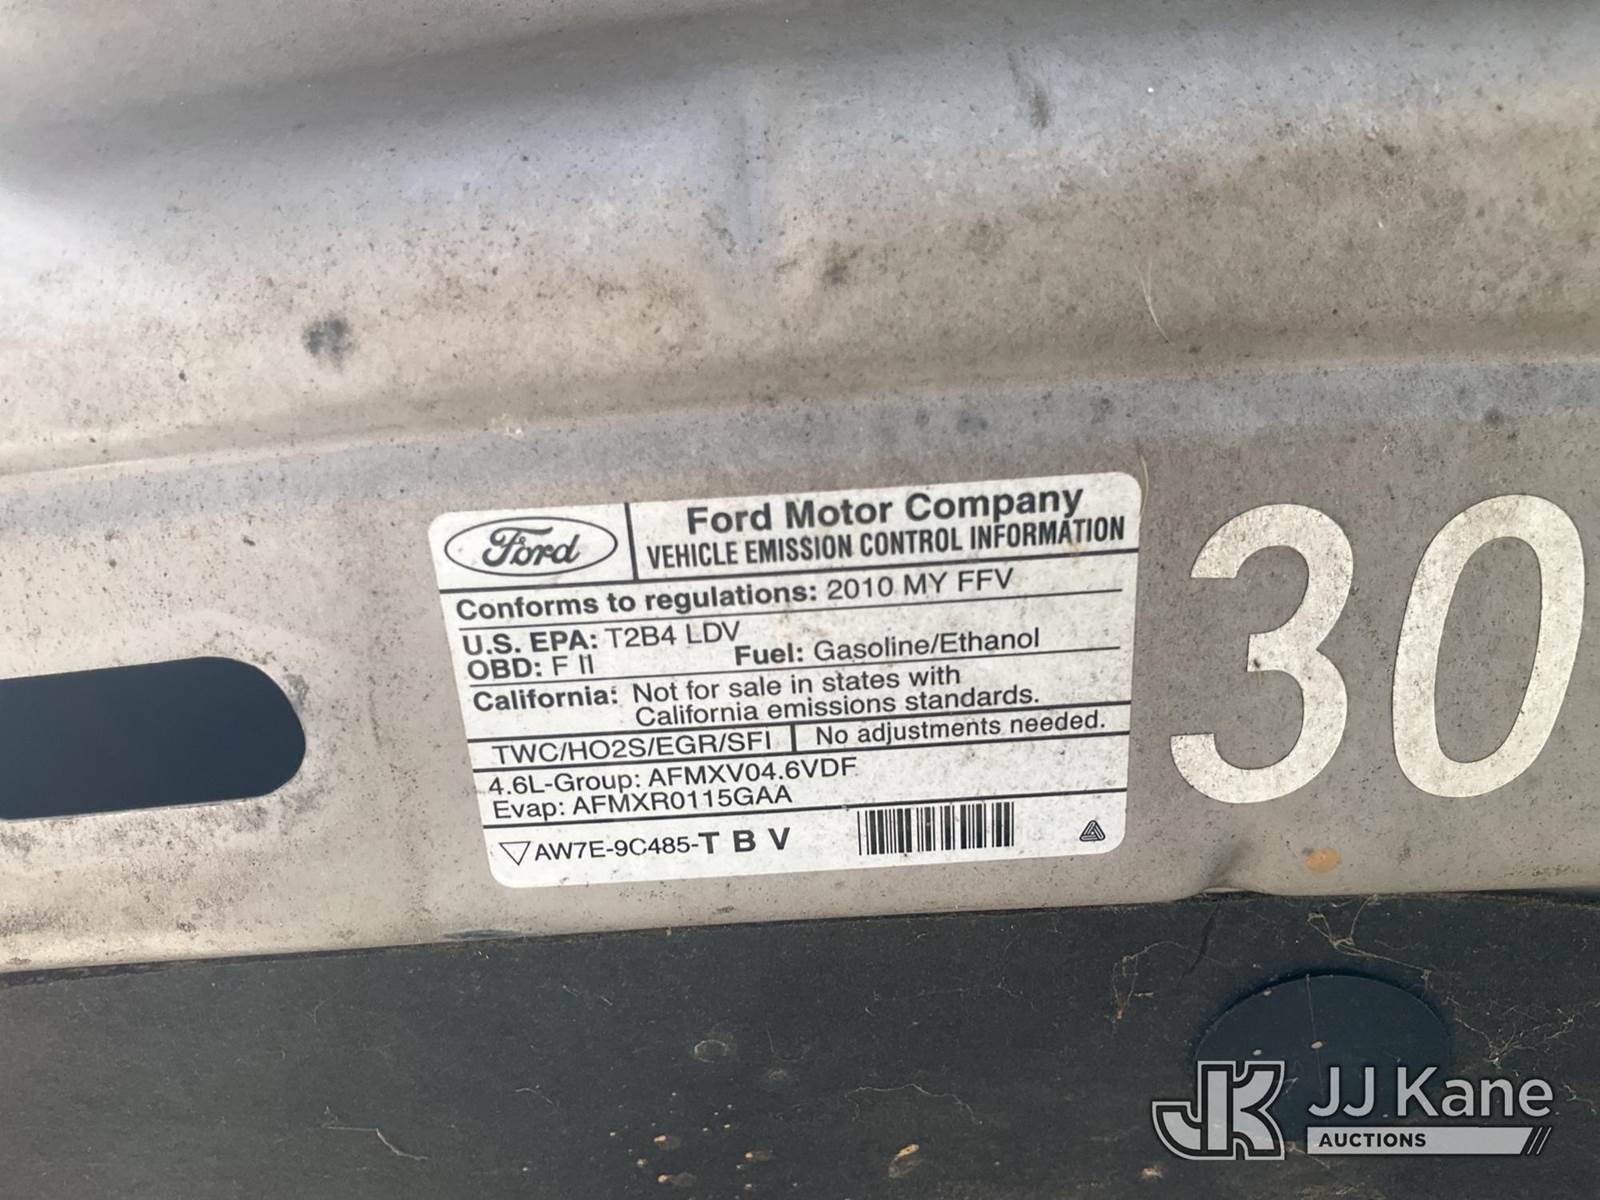 Ford
Ford Motor Company
VEHICLE EMISSION CONTROL INFORMATION
Conforms to regulations: 2010 MY FFV
U.S. EPA: T2B4 LDV
OBD: F II
Fuel: Gasoline/Ethanol
California: Not for sale in states with
California emissions standards.
TWC/HO2S/EGR/SFI
No adjustments needed.
4.6L-Group: AFMXV04.6VDF
Evap: AFMXR0115GAA
AW7E-9C485-T B V
30
JK
JJ Kane
AUCTIONS